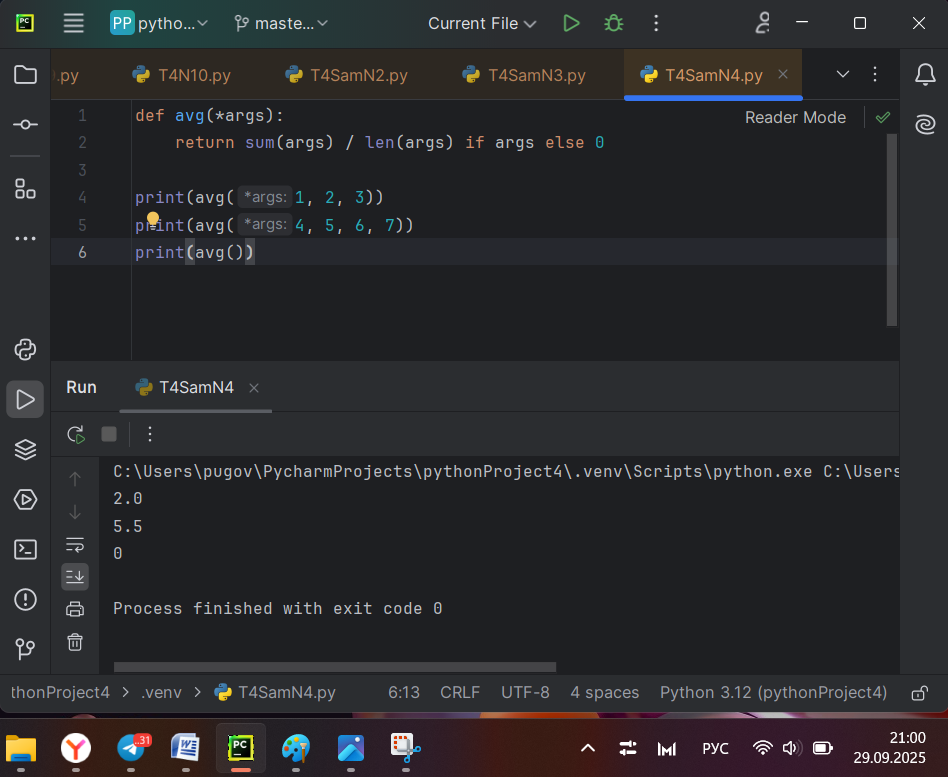 PC
PP pytho...
maste...
Current File
.py
T4N10.py
T4SamN2.py
T4SamN3.py
T4SamN4.py
Reader Mode
1 def avg(*args):
2 return sum(args) / len(args) if args else 0
3
4 print(avg( *args: 1, 2, 3))
5 print(avg( *args: 4, 5, 6, 7))
6 print(avg())
Run
T4SamN4
C:\Users\pugov\PycharmProjects\pythonProject4\.venv\Scripts\python.exe C:\Users
2.0
5.5
0
Process finished with exit code 0
thonProject4 > .venv > T4SamN4.py
6:13
CRLF
UTF-8
4 spaces
Python 3.12 (pythonProject4)
..31
W
PC
РУС
21:00
29.09.2025